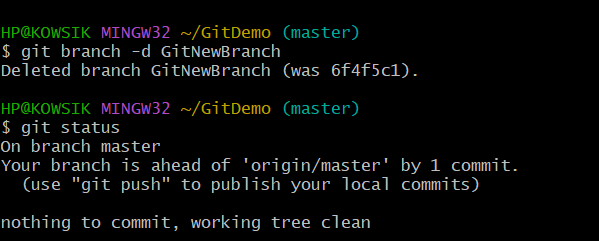 HP@KOWSIK MINGW32 ~/GitDemo (master)
$ git branch -d GitNewBranch
Deleted branch GitNewBranch (was 6f4f5c1).
HP@KOWSIK MINGW32 ~/GitDemo (master)
$ git status
On branch master
Your branch is ahead of 'origin/master' by 1 commit.
  (use "git push" to publish your local commits)
nothing to commit, working tree clean